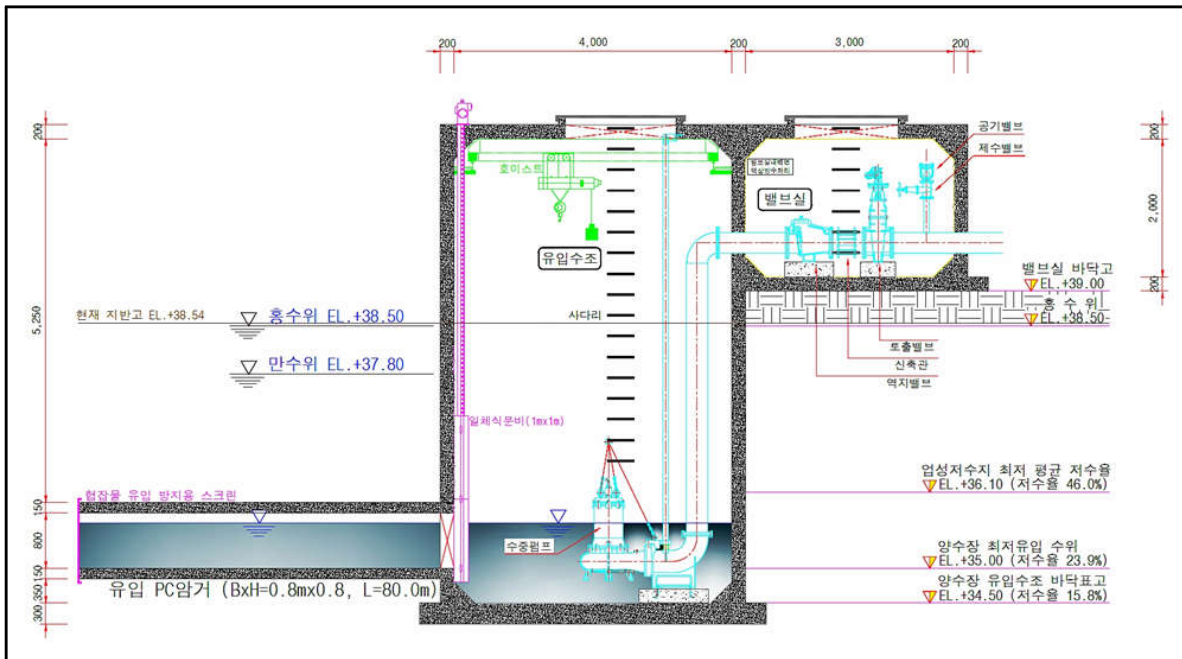 200
4,000
200
3,000
200
200
5,250
150
800
150
350
300
200
2,000
200
공기밸브
제수밸브
호이스트
밸브실
유입수조
밸브실 바닥고
EL.+39.00
홍 수 위
EL.+38.50
현재 지반고 EL.+38.54
홍수위 EL.+38.50
사다리
만수위 EL.+37.80
토출밸브
신축관
역지밸브
일체식문비(1mx1m)
업성저수지 최저 평균 저수율
EL.+36.10 (저수율 46.0%)
협잡물 유입 방지용 스크린
수중펌프
양수장 최저유입 수위
EL.+35.00 (저수율 23.9%)
유입 PC암거 (BxH=0.8mx0.8, L=80.0m)
양수장 유입수조 바닥표고
EL.+34.50 (저수율 15.8%)